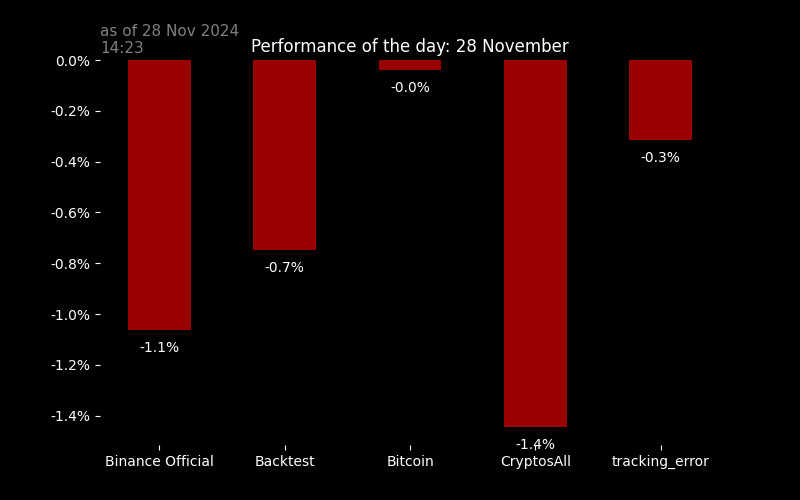 as of 28 Nov 2024
14:23
Performance of the day: 28 November
0.0%
-0.2%
-0.4%
-0.6%
-0.8%
-1.0%
-1.2%
-1.4%
-1.1%
-0.7%
-0.0%
-1.4%
-0.3%
Binance Official
Backtest
Bitcoin
CryptosAll
tracking_error